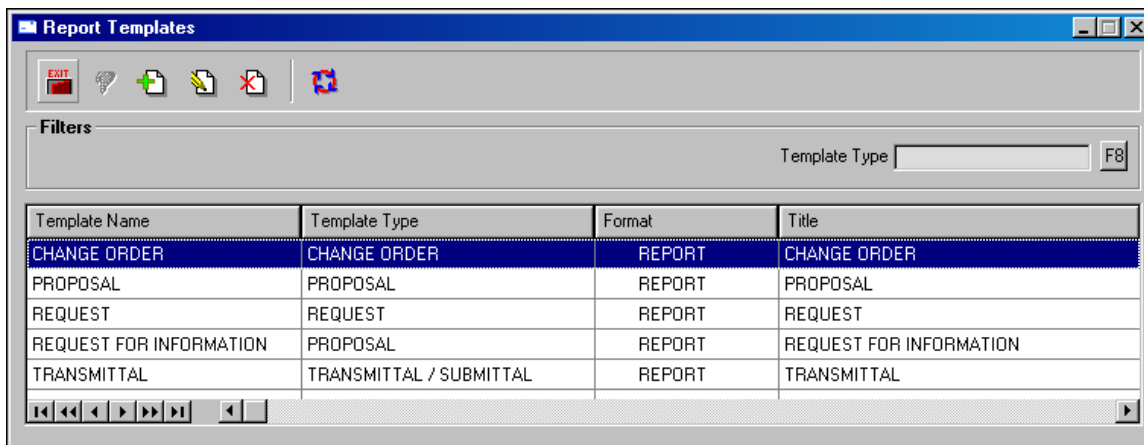 Report Templates
EXIT
Filters
Template Type F8
Template Name Template Type Format Title
CHANGE ORDER CHANGE ORDER REPORT CHANGE ORDER
PROPOSAL PROPOSAL REPORT PROPOSAL
REQUEST REQUEST REPORT REQUEST
REQUEST FOR INFORMATION PROPOSAL REPORT REQUEST FOR INFORMATION
TRANSMITTAL TRANSMITTAL / SUBMITTAL REPORT TRANSMITTAL